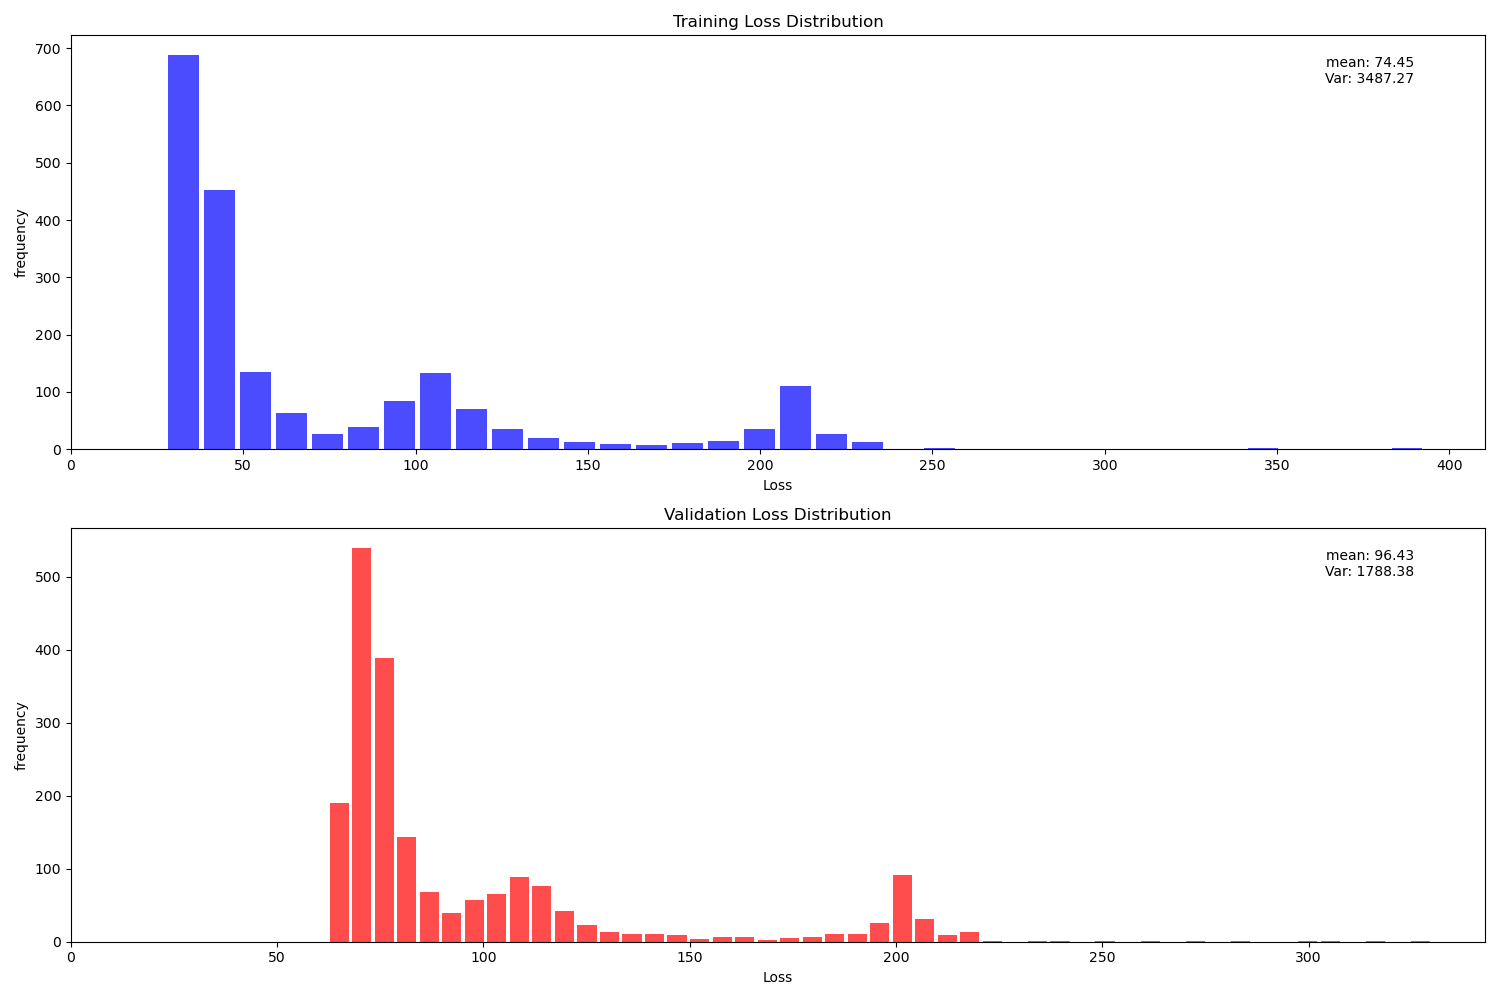 Training Loss Distribution
mean: 74.45
Var: 3487.27
700
600
500
400
300
200
100
0
frequency
0 50 100 150 200 250 300 350 400
Loss
Validation Loss Distribution
mean: 96.43
Var: 1788.38
500
400
300
200
100
0
frequency
0 50 100 150 200 250 300
Loss